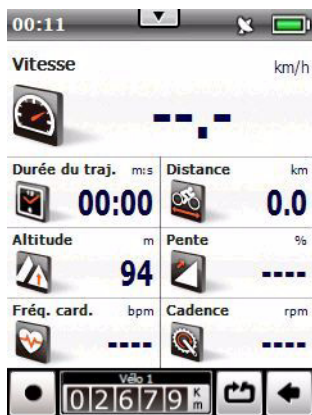 00:11
Vitesse km/h
--.-
Durée du traj. m:s Distance km
00:00 0.0
Altitude m Pente %
94 ----
Fréq. card. bpm Cadence rpm
---- ----
Vélo 1
02679 Km